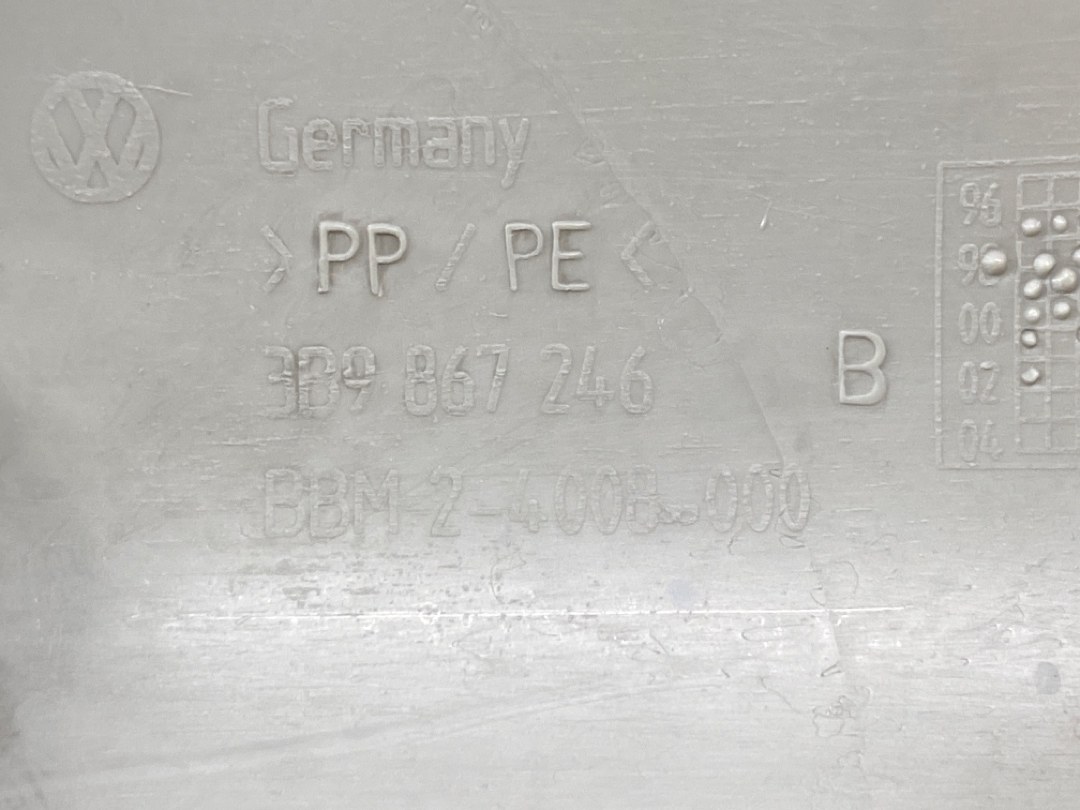 Germany
>PP / PE<
3B9 867 246
B
BBM 2-4008-000
96
98
00
02
04